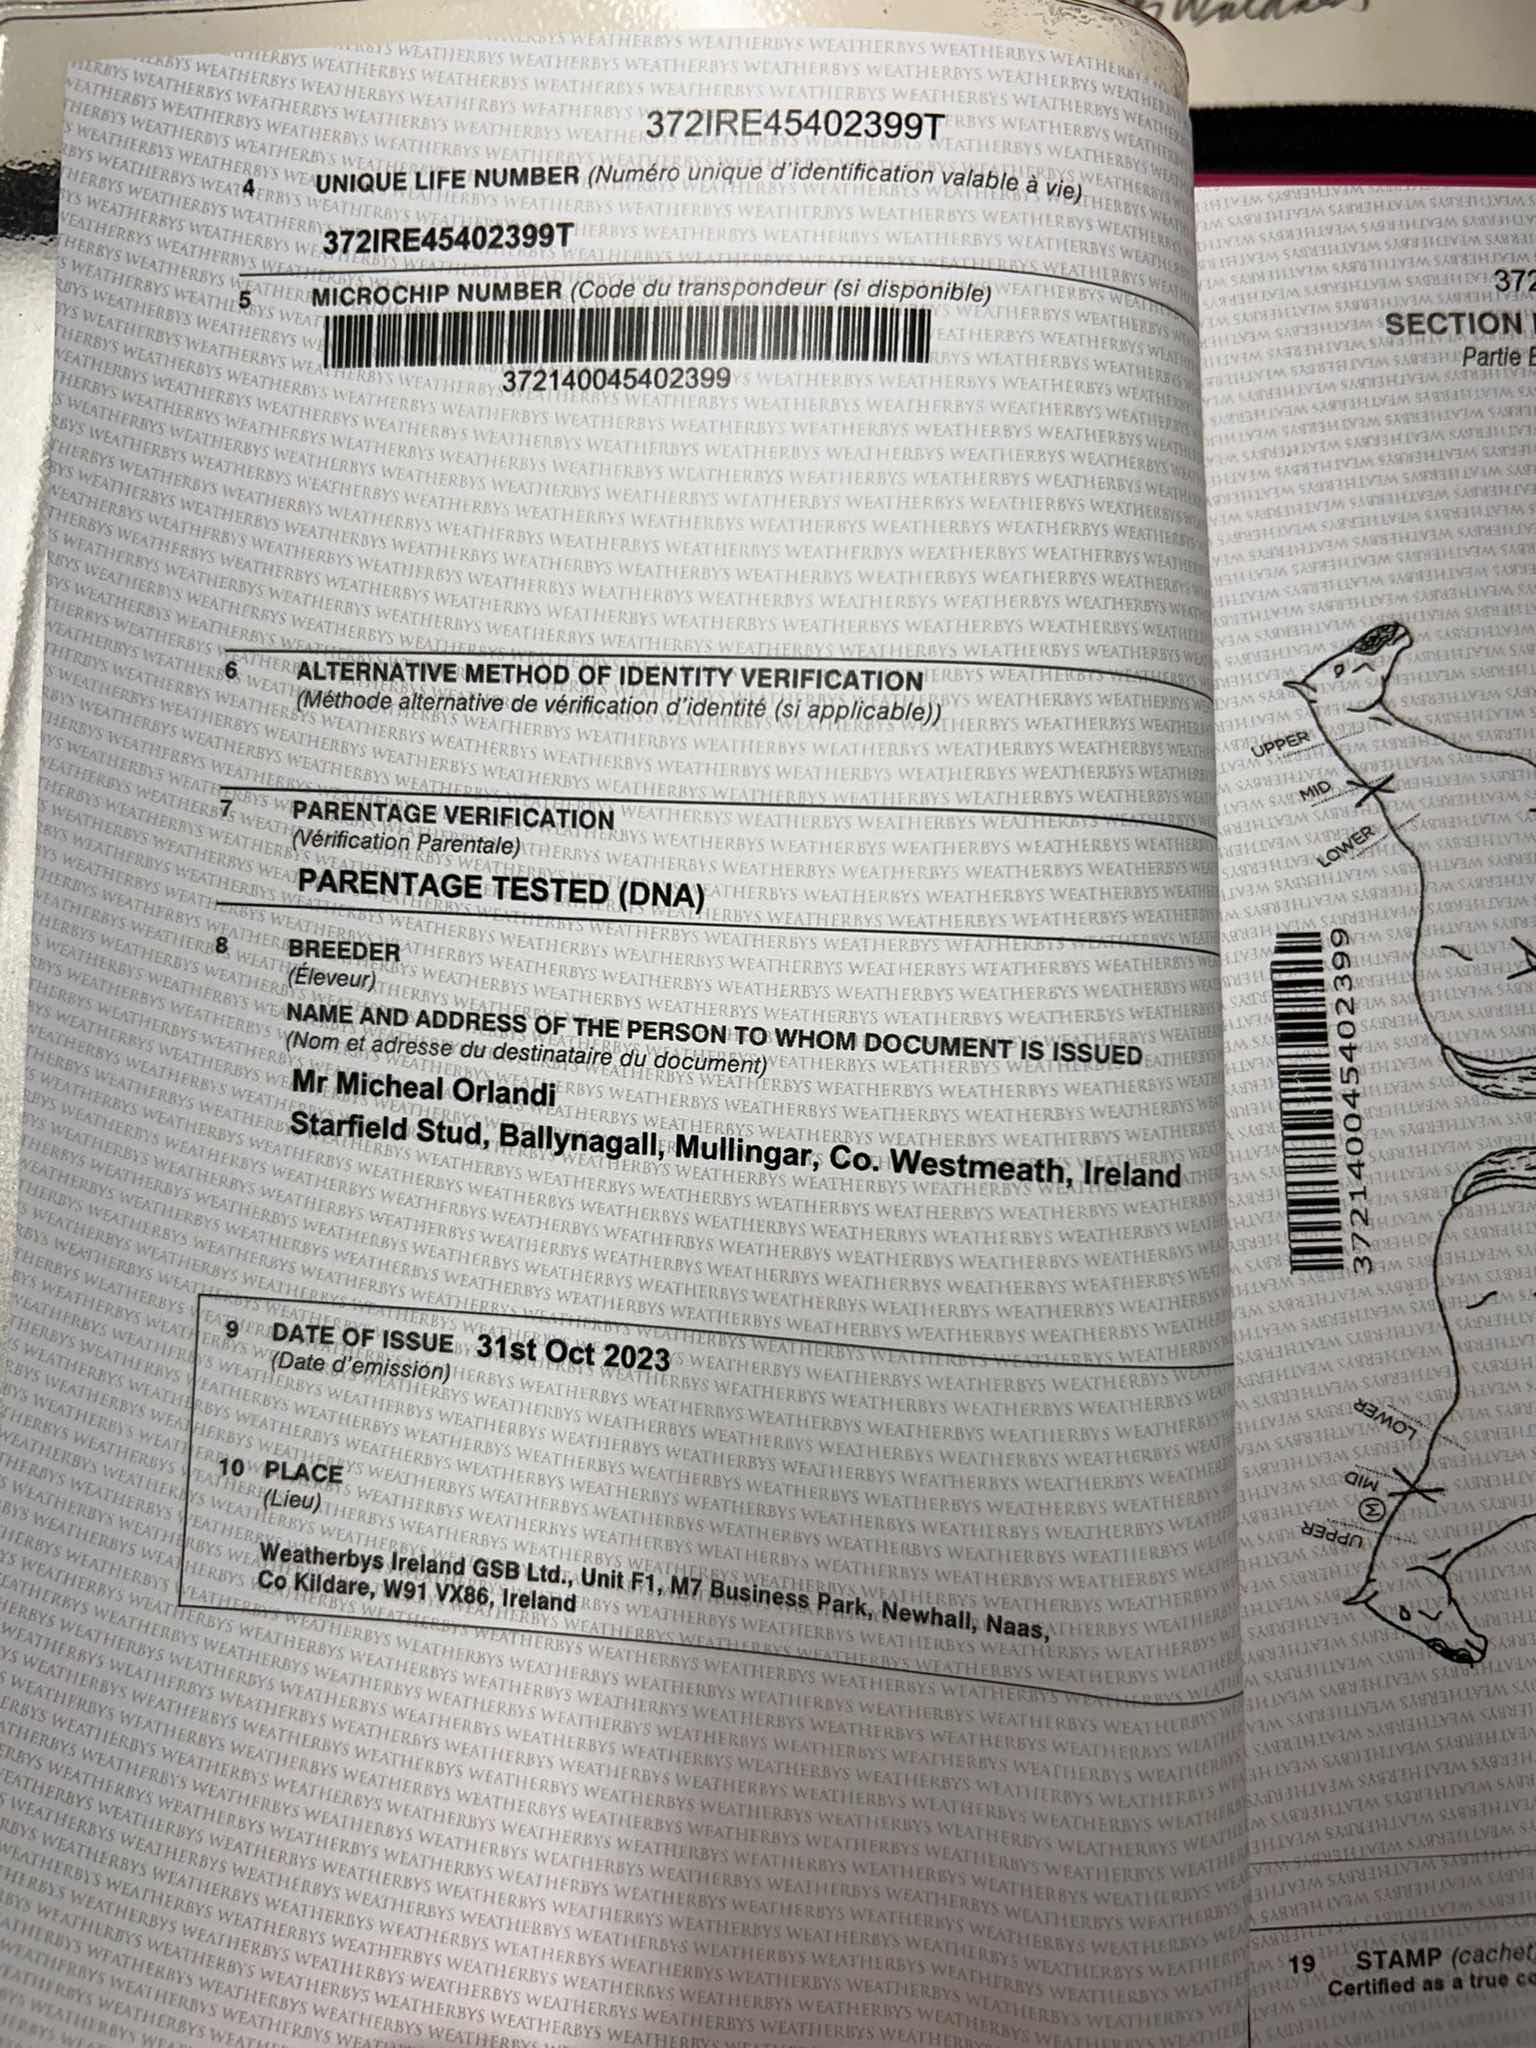 372IRE45402399T
4 UNIQUE LIFE NUMBER (Numéro unique d'identification valable à vie)
372IRE45402399T
5 MICROCHIP NUMBER (Code du transpondeur (si disponible)
372140045402399
6 ALTERNATIVE METHOD OF IDENTITY VERIFICATION
(Méthode alternative de vérification d'identité (si applicable))
7 PARENTAGE VERIFICATION
(Vérification Parentale)
PARENTAGE TESTED (DNA)
8 BREEDER
(Éleveur)
NAME AND ADDRESS OF THE PERSON TO WHOM DOCUMENT IS ISSUED
(Nom et adresse du destinataire du document)
Mr Micheal Orlandi
Starfield Stud, Ballynagall, Mullingar, Co. Westmeath, Ireland
9 DATE OF ISSUE 31st Oct 2023
(Date d'emission)
10 PLACE
(Lieu)
Weatherbys Ireland GSB Ltd., Unit F1, M7 Business Park, Newhall, Naas,
Co Kildare, W91 VX86, Ireland
372
SECTION
Partie
UPPER
MID
LOWER
372140045402399
LOWER
MID
UPPER
19 STAMP (cachet
Certified as a true